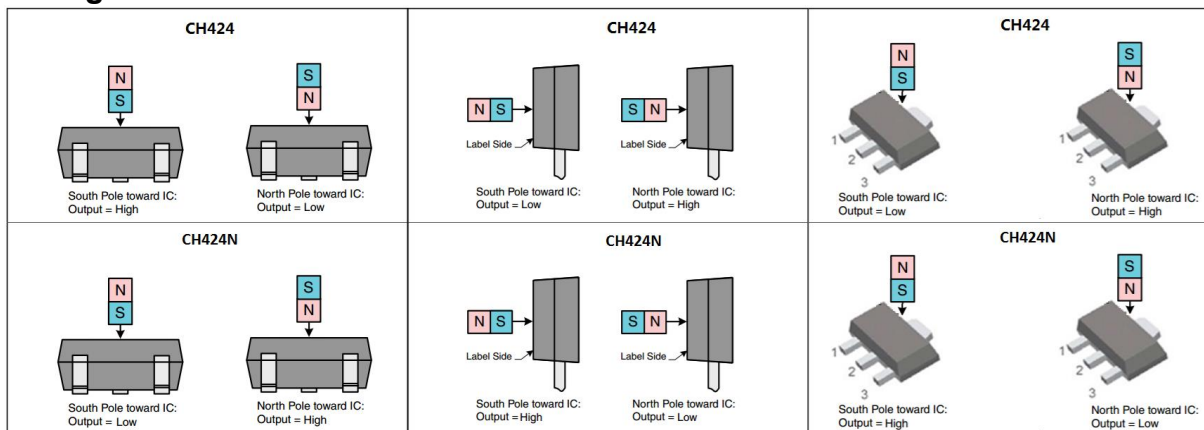 CH424
N
S
S
N
South Pole toward IC:
Output = High
North Pole toward IC:
Output = Low
CH424
N S
S N
Label Side
Label Side
South Pole toward IC:
Output = Low
North Pole toward IC:
Output = High
CH424
N
S
S
N
1
2
3
1
2
3
South Pole toward IC:
Output = Low
North Pole toward IC:
Output = High
CH424N
N
S
S
N
South Pole toward IC:
Output = Low
North Pole toward IC:
Output = High
CH424N
N S
S N
Label Side
Label Side
South Pole toward IC:
Output = High
North Pole toward IC:
Output = Low
CH424N
N
S
S
N
1
2
3
1
2
3
South Pole toward IC:
Output = High
North Pole toward IC:
Output = Low